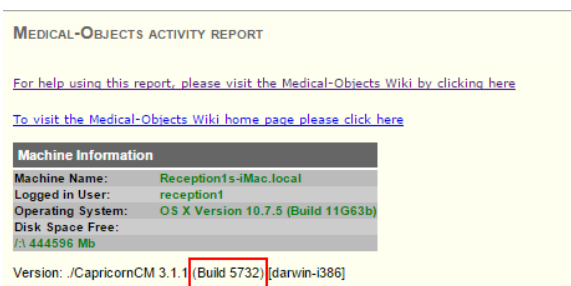 MEDICAL-OBJECTS ACTIVITY REPORT
For help using this report, please visit the Medical-Objects Wiki by clicking here
To visit the Medical-Objects Wiki home page please click here
Machine Information
Machine Name: Reception1s-iMac.local
Logged in User: reception1
Operating System: OS X Version 10.7.5 (Build 11G63b)
Disk Space Free:
/:\ 444596 Mb
Version: ./CapricornCM 3.1.1 (Build 5732) [darwin-i386]